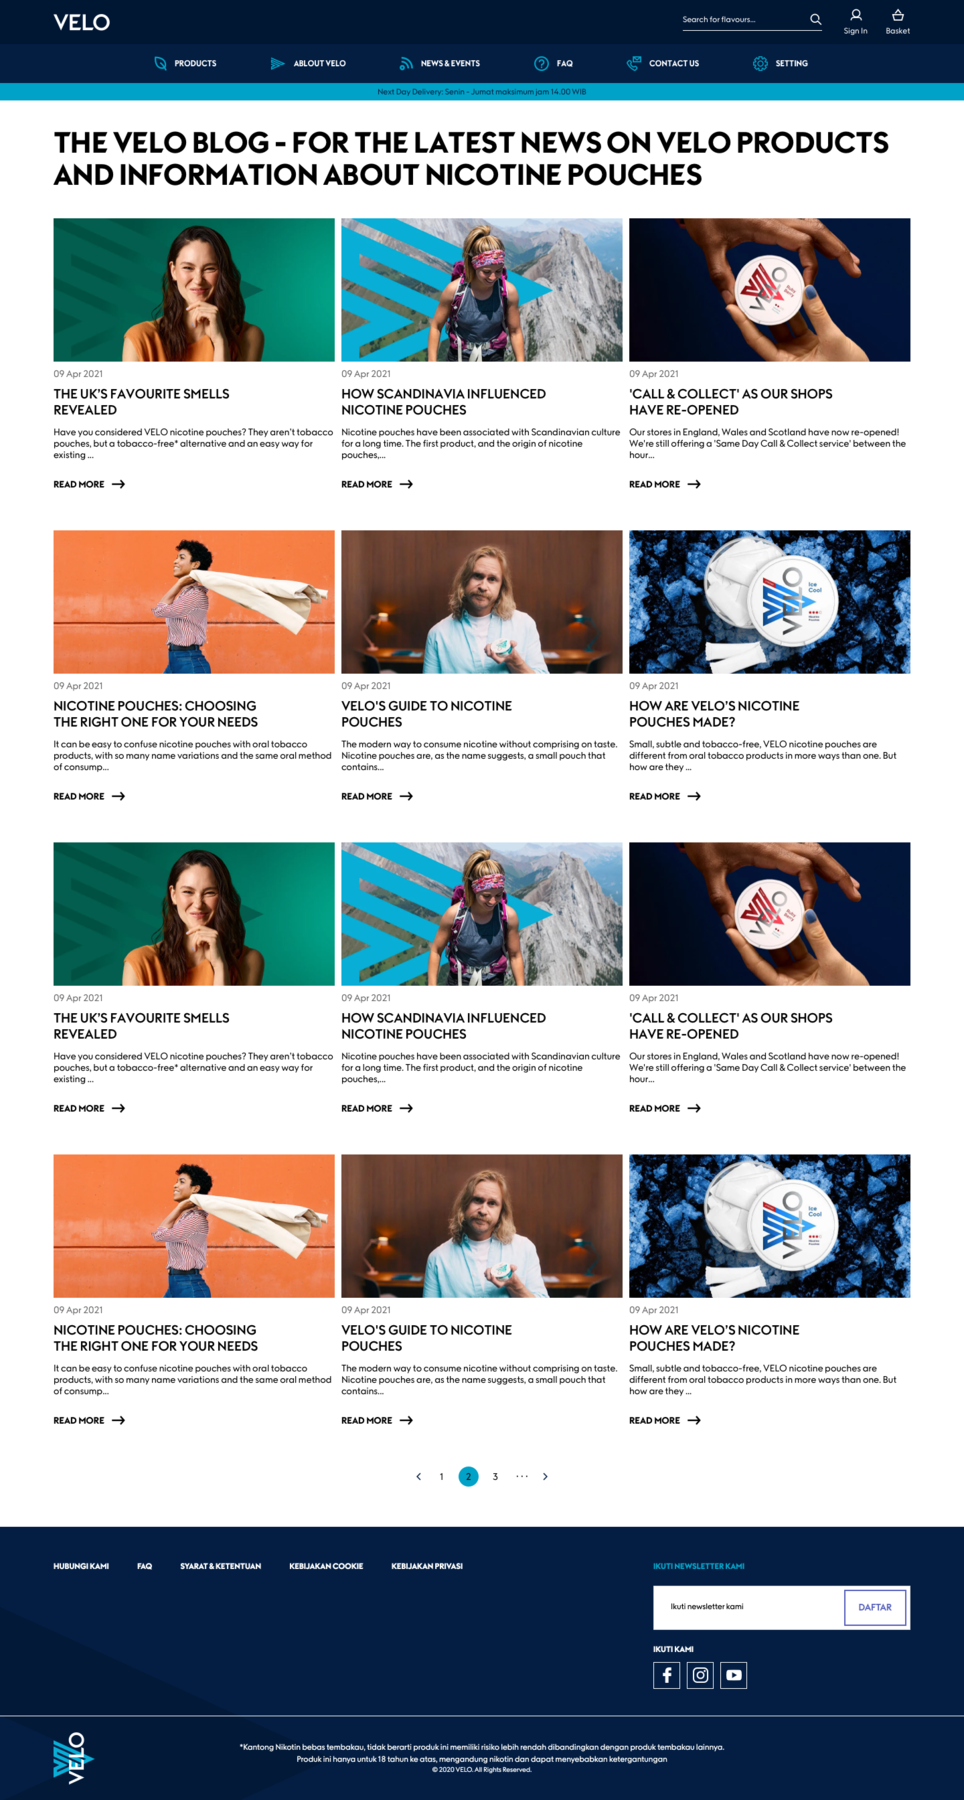 VELO
Search for flavours...
Sign In
Basket
PRODUCTS
ABLOUT VELO
NEWS & EVENTS
FAQ
CONTACT US
SETTING
Next Day Delivery: Senin - Jumat maksimum jam 14.00 WIB
THE VELO BLOG - FOR THE LATEST NEWS ON VELO PRODUCTS
AND INFORMATION ABOUT NICOTINE POUCHES
VELO
Ruby
Berry
09 Apr 2021
THE UK'S FAVOURITE SMELLS
REVEALED
Have you considered VELO nicotine pouches? They aren't tobacco
pouches, but a tobacco-free* alternative and an easy way for
existing ...
READ MORE
09 Apr 2021
HOW SCANDINAVIA INFLUENCED
NICOTINE POUCHES
Nicotine pouches have been associated with Scandinavian culture
for a long time. The first product, and the origin of nicotine
pouches,...
READ MORE
09 Apr 2021
'CALL & COLLECT' AS OUR SHOPS
HAVE RE-OPENED
Our stores in England, Wales and Scotland have now re-opened!
We're still offering a 'Same Day Call & Collect service' between the
hour...
READ MORE
VELO
Ice
Cool
09 Apr 2021
NICOTINE POUCHES: CHOOSING
THE RIGHT ONE FOR YOUR NEEDS
It can be easy to confuse nicotine pouches with oral tobacco
products, with so many name variations and the same oral method
of consump...
READ MORE
09 Apr 2021
VELO'S GUIDE TO NICOTINE
POUCHES
The modern way to consume nicotine without comprising on taste.
Nicotine pouches are, as the name suggests, a small pouch that
contains...
READ MORE
09 Apr 2021
HOW ARE VELO'S NICOTINE
POUCHES MADE?
Small, subtle and tobacco-free, VELO nicotine pouches are
different from oral tobacco products in more ways than one. But
how are they ...
READ MORE
VELO
Ruby
Berry
09 Apr 2021
THE UK'S FAVOURITE SMELLS
REVEALED
Have you considered VELO nicotine pouches? They aren't tobacco
pouches, but a tobacco-free* alternative and an easy way for
existing ...
READ MORE
09 Apr 2021
HOW SCANDINAVIA INFLUENCED
NICOTINE POUCHES
Nicotine pouches have been associated with Scandinavian culture
for a long time. The first product, and the origin of nicotine
pouches,...
READ MORE
09 Apr 2021
'CALL & COLLECT' AS OUR SHOPS
HAVE RE-OPENED
Our stores in England, Wales and Scotland have now re-opened!
We're still offering a 'Same Day Call & Collect service' between the
hour...
READ MORE
VELO
Ice
Cool
09 Apr 2021
NICOTINE POUCHES: CHOOSING
THE RIGHT ONE FOR YOUR NEEDS
It can be easy to confuse nicotine pouches with oral tobacco
products, with so many name variations and the same oral method
of consump...
READ MORE
09 Apr 2021
VELO'S GUIDE TO NICOTINE
POUCHES
The modern way to consume nicotine without comprising on taste.
Nicotine pouches are, as the name suggests, a small pouch that
contains...
READ MORE
09 Apr 2021
HOW ARE VELO'S NICOTINE
POUCHES MADE?
Small, subtle and tobacco-free, VELO nicotine pouches are
different from oral tobacco products in more ways than one. But
how are they ...
READ MORE
1 2 3 ...
HUBUNGI KAMI
FAQ
SYARAT & KETENTUAN
KEBIJAKAN COOKIE
KEBIJAKAN PRIVASI
IKUTI NEWSLETTER KAMI
Ikuti newsletter kami
DAFTAR
IKUTI KAMI
VELO
*Kantong Nikotin bebas tembakau, tidak berarti produk ini memiliki risiko lebih rendah dibandingkan dengan produk tembakau lainnya.
Produk ini hanya untuk 18 tahun ke atas, mengandung nikotin dan dapat menyebabkan ketergantungan
© 2020 VELO. All Rights Reserved.